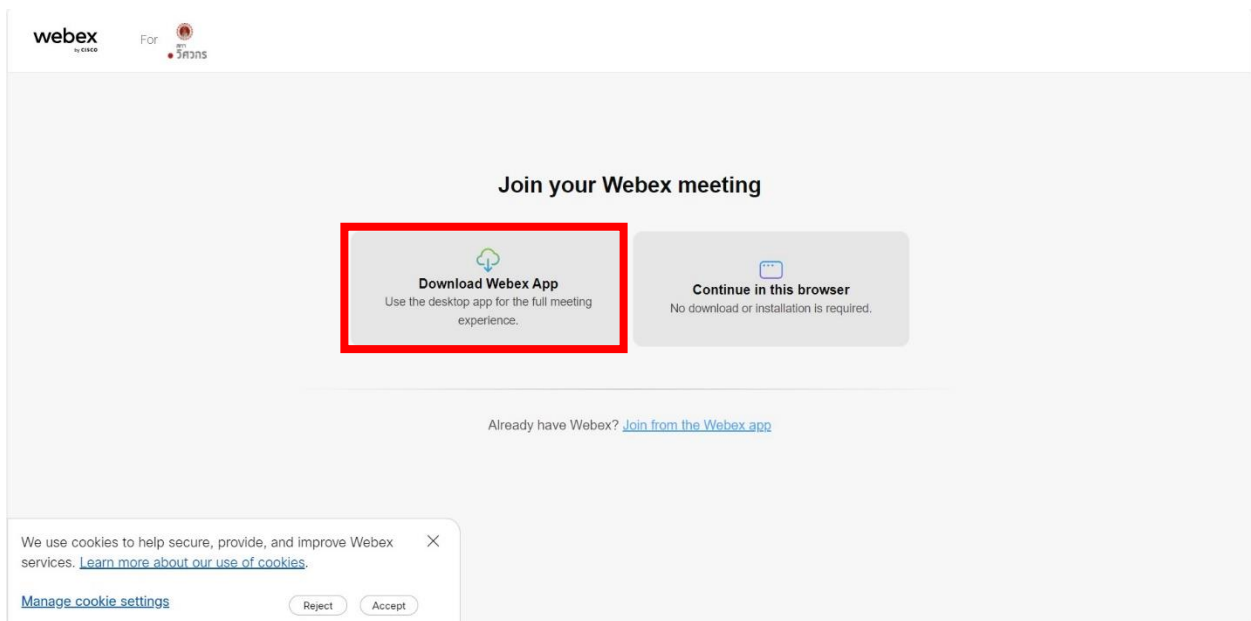 webex
by CISCO
For
สภา
วิศวกร
Join your Webex meeting
Download Webex App
Use the desktop app for the full meeting
experience.
Continue in this browser
No download or installation is required.
Already have Webex? Join from the Webex app
We use cookies to help secure, provide, and improve Webex
services. Learn more about our use of cookies.
Manage cookie settings
Reject
Accept